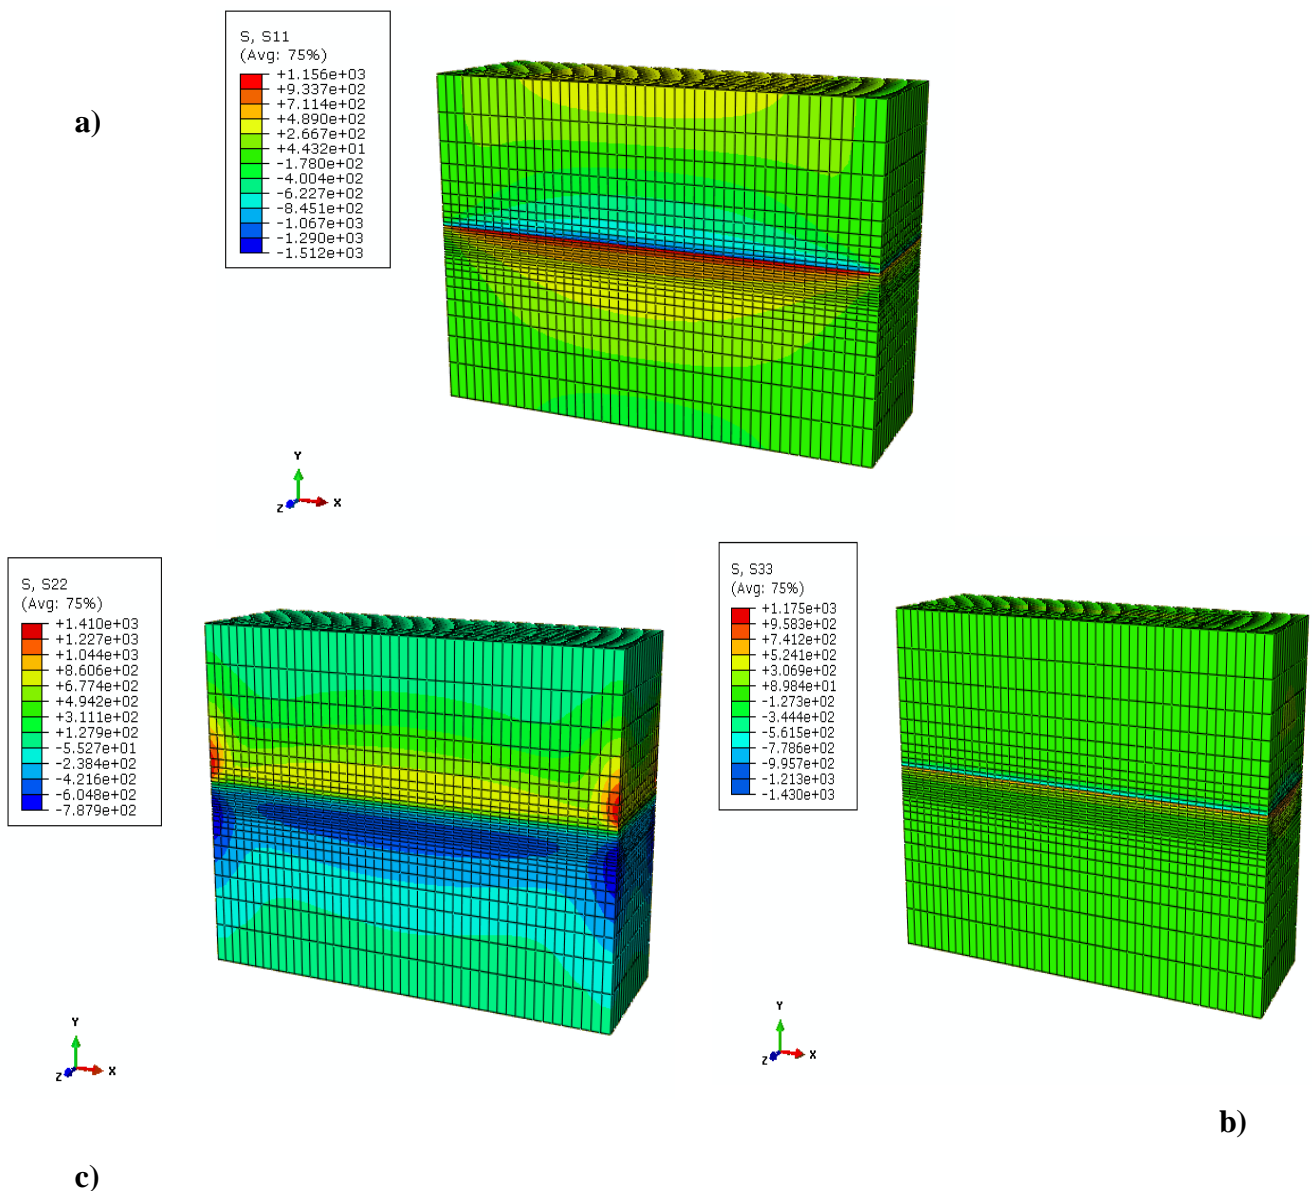 S, S11
(Avg: 75%)
+1.156e+03
+9.337e+02
+7.114e+02
+4.890e+02
+2.667e+02
+4.432e+01
-1.780e+02
-4.004e+02
-6.227e+02
-8.451e+02
-1.067e+03
-1.290e+03
-1.512e+03
a)
Y
Z
X
S, S22
(Avg: 75%)
+1.410e+03
+1.227e+03
+1.044e+03
+8.606e+02
+6.774e+02
+4.942e+02
+3.111e+02
+1.279e+02
-5.527e+01
-2.384e+02
-4.216e+02
-6.048e+02
-7.879e+02
Y
Z
X
S, S33
(Avg: 75%)
+1.175e+03
+9.583e+02
+7.412e+02
+5.241e+02
+3.069e+02
+8.984e+01
-1.273e+02
-3.444e+02
-5.615e+02
-7.786e+02
-9.957e+02
-1.213e+03
-1.430e+03
Y
Z
X
b)
c)